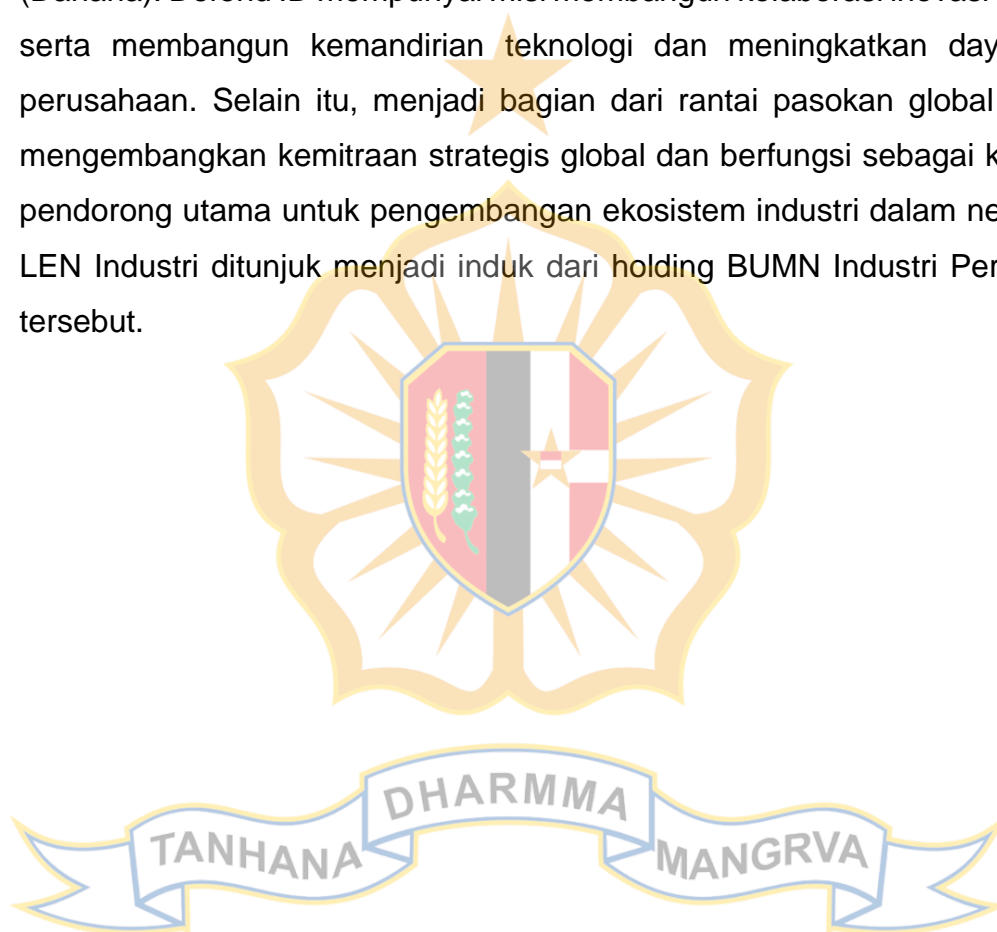 serta membangun kemandirian teknologi dan meningkatkan day
perusahaan. Selain itu, menjadi bagian dari rantai pasokan global
mengembangkan kemitraan strategis global dan berfungsi sebagai
pendorong utama untuk pengembangan ekosistem industri dalam ne
LEN Industri ditunjuk menjadi induk dari holding BUMN Industri Per
tersebut.
DHARMMA
TANHANA MANGRVA